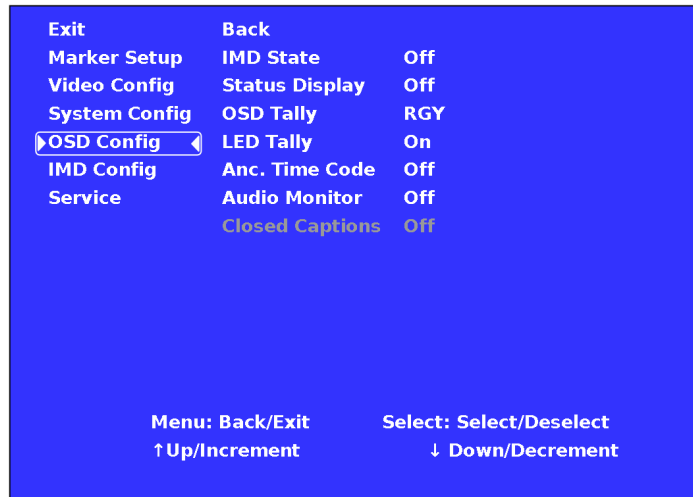 Exit Back
Marker Setup IMD State Off
Video Config Status Display Off
System Config OSD Tally RGY
OSD Config LED Tally On
IMD Config Anc. Time Code Off
Service Audio Monitor Off
Closed Captions Off
Menu: Back/Exit Select: Select/Deselect
↑Up/Increment ↓ Down/Decrement